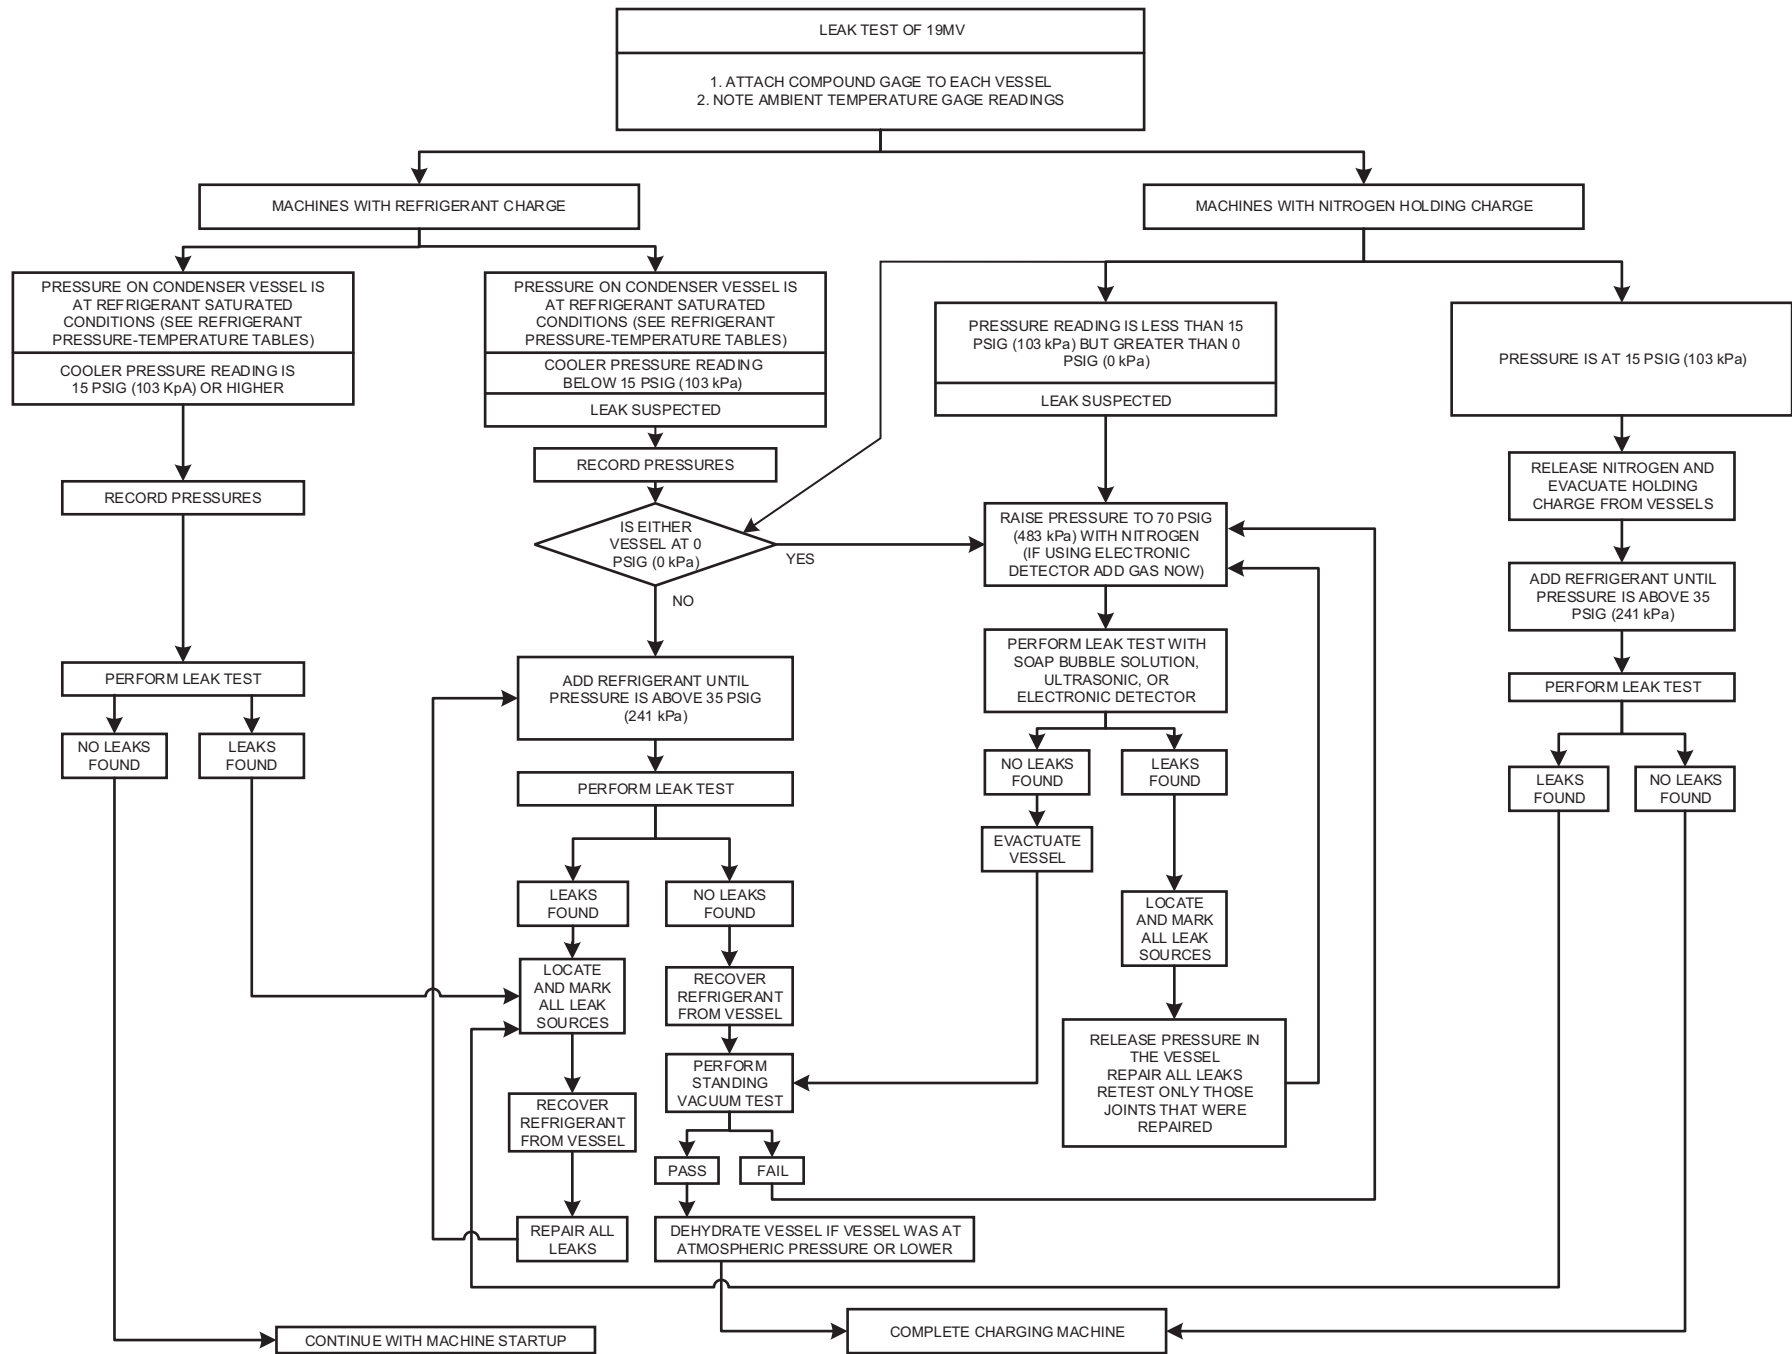 LEAK TEST OF 19MV
1. ATTACH COMPOUND GAGE TO EACH VESSEL
2. NOTE AMBIENT TEMPERATURE GAGE READINGS
MACHINES WITH REFRIGERANT CHARGE
MACHINES WITH NITROGEN HOLDING CHARGE
PRESSURE ON CONDENSER VESSEL IS
AT REFRIGERANT SATURATED
CONDITIONS (SEE REFRIGERANT
PRESSURE-TEMPERATURE TABLES)
COOLER PRESSURE READING IS
15 PSIG (103 KpA) OR HIGHER
RECORD PRESSURES
PERFORM LEAK TEST
NO LEAKS
FOUND
LEAKS
FOUND
PRESSURE ON CONDENSER VESSEL IS
AT REFRIGERANT SATURATED
CONDITIONS (SEE REFRIGERANT
PRESSURE-TEMPERATURE TABLES)
COOLER PRESSURE READING
BELOW 15 PSIG (103 kPa)
LEAK SUSPECTED
RECORD PRESSURES
IS EITHER
VESSEL AT 0
PSIG (0 kPa)
YES
NO
ADD REFRIGERANT UNTIL
PRESSURE IS ABOVE 35 PSIG
(241 kPa)
PERFORM LEAK TEST
LEAKS
FOUND
NO LEAKS
FOUND
LOCATE
AND MARK
ALL LEAK
SOURCES
RECOVER
REFRIGERANT
FROM VESSEL
RECOVER
REFRIGERANT
FROM VESSEL
PERFORM
STANDING
VACUUM TEST
PASS
FAIL
REPAIR ALL
LEAKS
DEHYDRATE VESSEL IF VESSEL WAS AT
ATMOSPHERIC PRESSURE OR LOWER
PRESSURE READING IS LESS THAN 15
PSIG (103 kPa) BUT GREATER THAN 0
PSIG (0 kPa)
LEAK SUSPECTED
RAISE PRESSURE TO 70 PSIG
(483 kPa) WITH NITROGEN
(IF USING ELECTRONIC
DETECTOR ADD GAS NOW)
PERFORM LEAK TEST WITH
SOAP BUBBLE SOLUTION,
ULTRASONIC, OR
ELECTRONIC DETECTOR
NO LEAKS
FOUND
LEAKS
FOUND
EVACTUATE
VESSEL
LOCATE
AND MARK
ALL LEAK
SOURCES
RELEASE PRESSURE IN
THE VESSEL
REPAIR ALL LEAKS
RETEST ONLY THOSE
JOINTS THAT WERE
REPAIRED
PRESSURE IS AT 15 PSIG (103 kPa)
RELEASE NITROGEN AND
EVACUATE HOLDING
CHARGE FROM VESSELS
ADD REFRIGERANT UNTIL
PRESSURE IS ABOVE 35
PSIG (241 kPa)
PERFORM LEAK TEST
LEAKS
FOUND
NO LEAKS
FOUND
CONTINUE WITH MACHINE STARTUP
COMPLETE CHARGING MACHINE